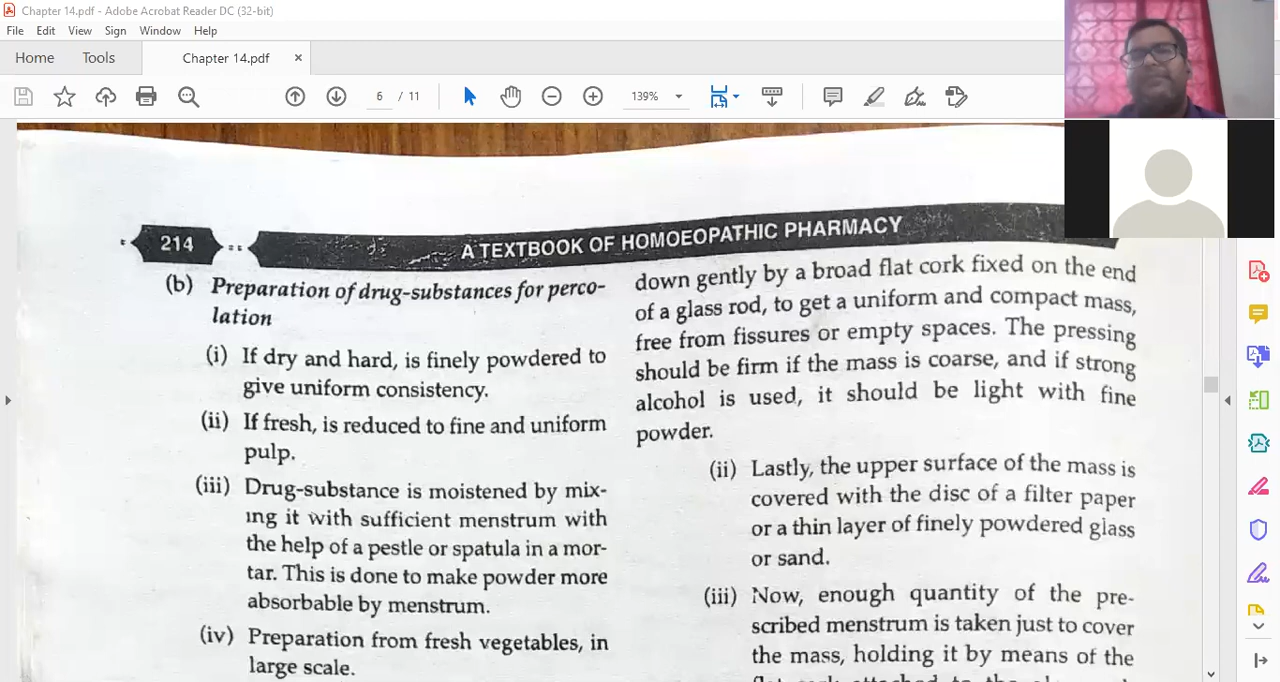 Chapter 14.pdf - Adobe Acrobat Reader DC (32-bit)
File Edit View Sign Window Help
Home Tools Chapter 14.pdf ×
6 / 11 139%
214 A TEXTBOOK OF HOMOEOPATHIC PHARMACY
(b) Preparation of drug-substances for perco-
lation
(i) If dry and hard, is finely powdered to
give uniform consistency.
(ii) If fresh, is reduced to fine and uniform
pulp.
(iii) Drug-substance is moistened by mix-
ing it with sufficient menstrum with
the help of a pestle or spatula in a mor-
tar. This is done to make powder more
absorbable by menstrum.
(iv) Preparation from fresh vegetables, in
large scale.
down gently by a broad flat cork fixed on the end
of a glass rod, to get a uniform and compact mass,
free from fissures or empty spaces. The pressing
should be firm if the mass is coarse, and if strong
alcohol is used, it should be light with fine
powder.
(ii) Lastly, the upper surface of the mass is
covered with the disc of a filter paper
or a thin layer of finely powdered glass
or sand.
(iii) Now, enough quantity of the pre-
scribed menstrum is taken just to cover
the mass, holding it by means of the